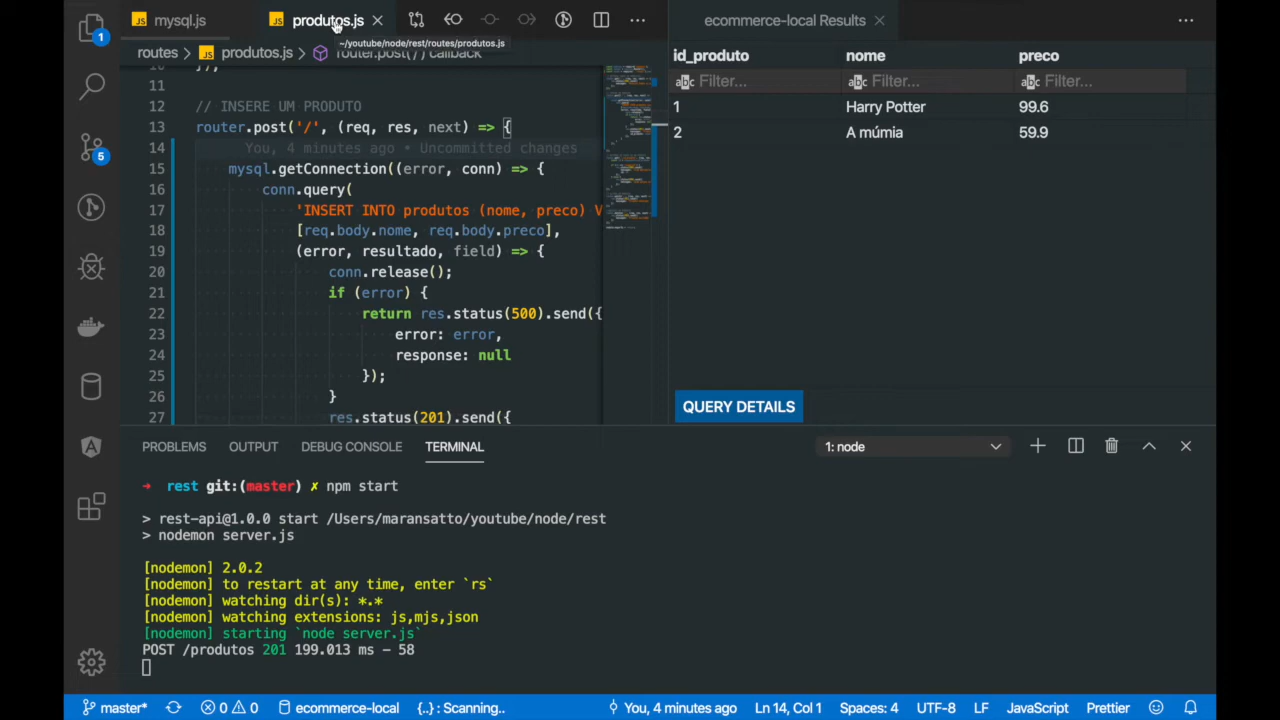 JS mysql.js
JS produtos.js
ecommerce-local Results
~/youtube/node/rest/routes/produtos.js
routes > JS produtos.js > router.post('/') callback
11
12 // INSERE UM PRODUTO
13 router.post('/', (req, res, next) => {
14 You, 4 minutes ago • Uncommitted changes
15 mysql.getConnection((error, conn) => {
16 conn.query(
17 'INSERT INTO produtos (nome, preco) V
18 [req.body.nome, req.body.preco],
19 (error, resultado, field) => {
20 conn.release();
21 if (error) {
22 return res.status(500).send({
23 error: error,
24 response: null
25 });
26 }
27 res.status(201).send({
id_produto nome preco
abc Filter... abc Filter... abc Filter...
1 Harry Potter 99.6
2 A múmia 59.9
QUERY DETAILS
1
5
PROBLEMS OUTPUT DEBUG CONSOLE TERMINAL 1: node
→ rest git:(master) ✗ npm start
> rest-api@1.0.0 start /Users/maransatto/youtube/node/rest
> nodemon server.js
[nodemon] 2.0.2
[nodemon] to restart at any time, enter `rs`
[nodemon] watching dir(s): *.*
[nodemon] watching extensions: js,mjs,json
[nodemon] starting `node server.js`
POST /produtos 201 199.013 ms - 58
master* 0 0 ecommerce-local {..} : Scanning.. You, 4 minutes ago Ln 14, Col 1 Spaces: 4 UTF-8 LF JavaScript Prettier